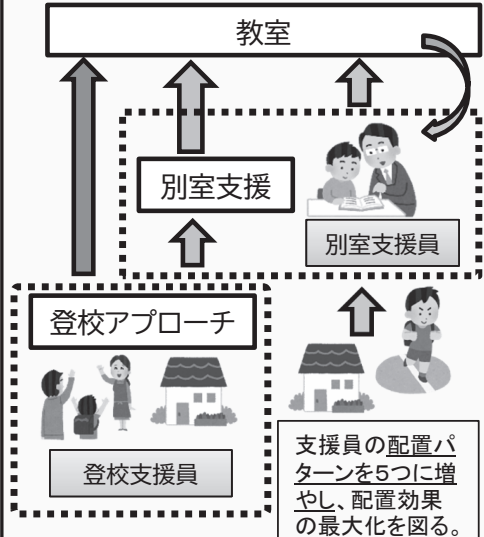 教室
別室支援
別室支援員
登校アプローチ
登校支援員
支援員の配置パ
ターンを5つに増
やし、配置効果
の最大化を図る。